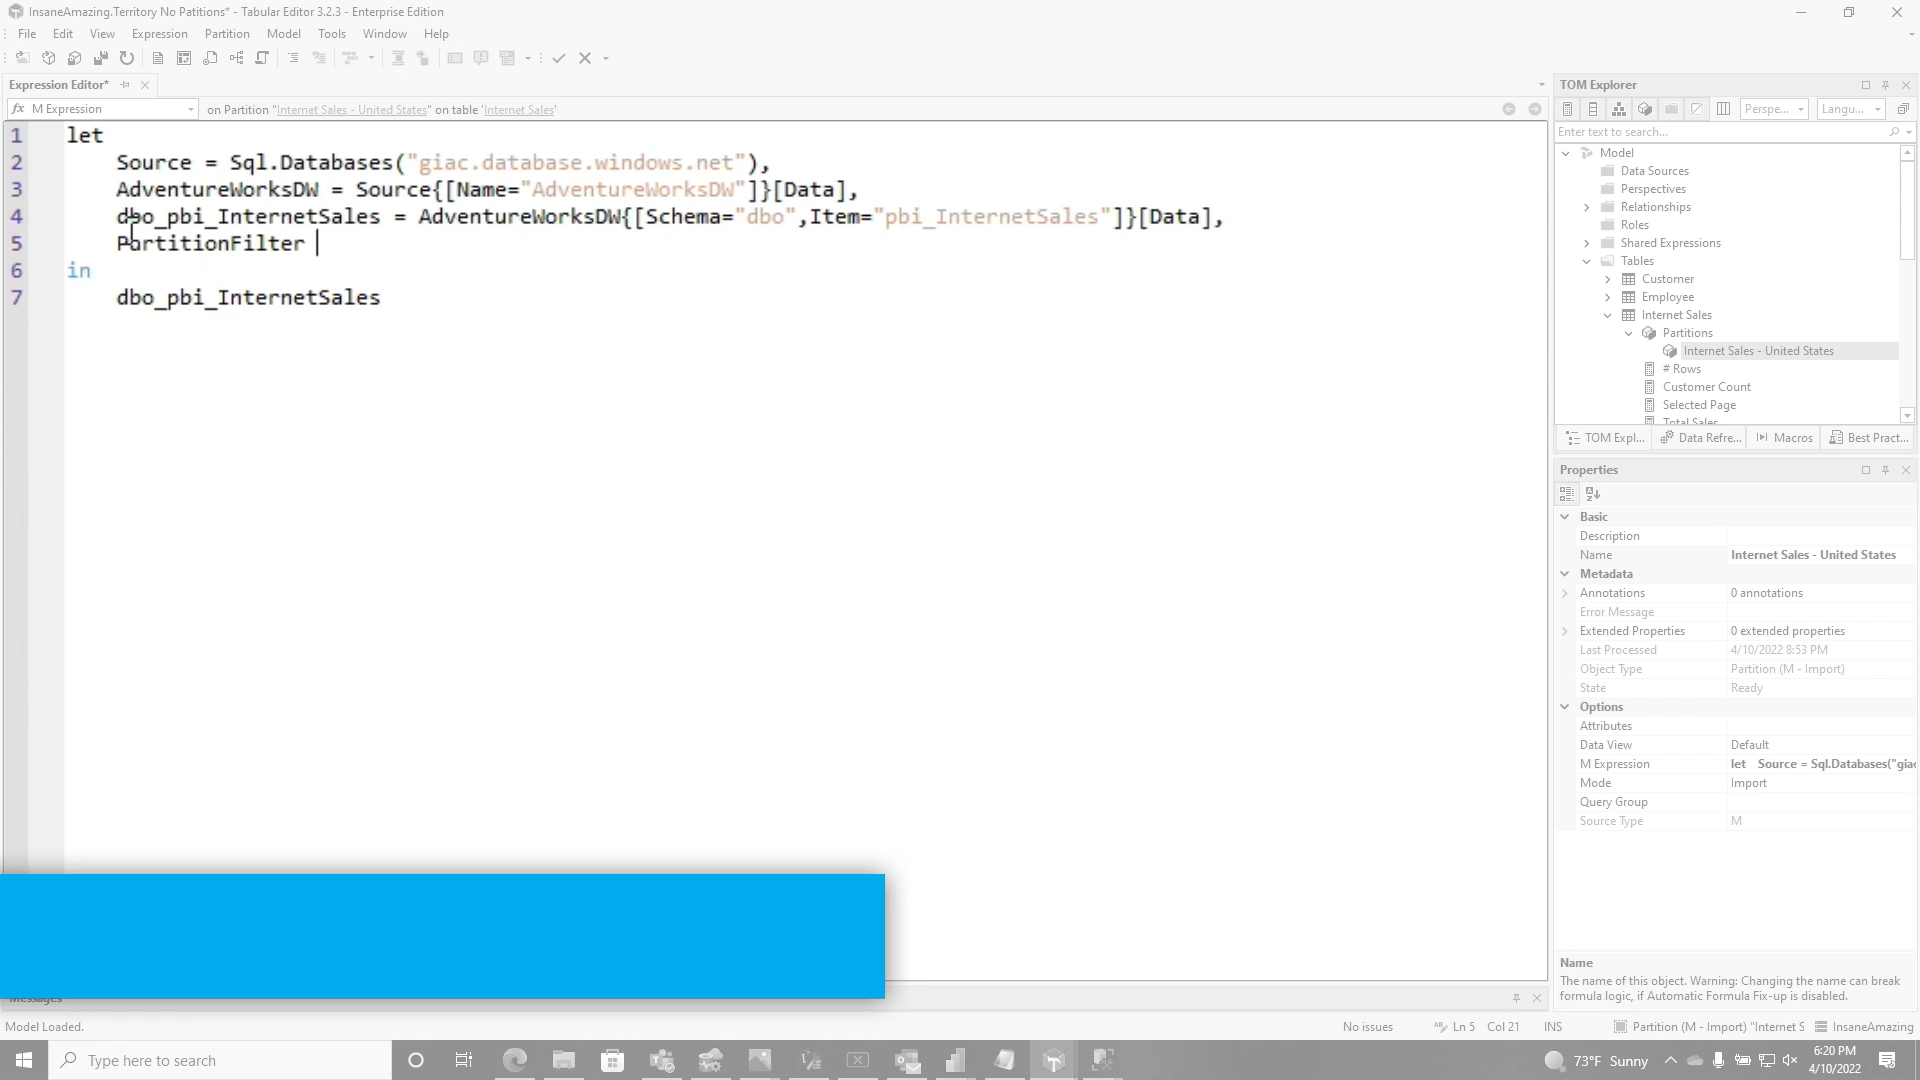 InsaneAmazing.Territory No Patitions* - Tabular Editor 3.2.3 - Enterprise Edition
File Edit View Expression Partition Model Tools Window Help
Expression Editor*
fx M Expression on Partition "Internet Sales - United States" on table 'Internet Sales'
1 let
2 Source = Sql.Databases("giac.database.windows.net"),
3 AdventureWorksDW = Source{[Name="AdventureWorksDW"]}[Data],
4 dbo_pbi_InternetSales = AdventureWorksDW{[Schema="dbo",Item="pbi_InternetSales"]}[Data],
5 PartitionFilter
6 in
7 dbo_pbi_InternetSales
TOM Explorer
Perspe... Langu...
Enter text to search...
Model
Data Sources
Perspectives
Relationships
Roles
Shared Expressions
Tables
Customer
Employee
Internet Sales
Partitions
Internet Sales - United States
# Rows
Customer Count
Selected Page
Total Sales
TOM Expl... Data Refre... Macros Best Pract...
Properties
Basic
Description
Name Internet Sales - United States
Metadata
Annotations 0 annotations
Error Message
Extended Properties 0 extended properties
Last Processed 4/10/2022 8:53 PM
Object Type Partition (M - Import)
State Ready
Options
Attributes
Data View Default
M Expression let Source = Sql.Databases("giac
Mode Import
Query Group
Source Type M
Name
The name of this object. Warning: Changing the name can break
formula logic, if Automatic Formula Fix-up is disabled.
Messages
Model Loaded. No issues Ln 5 Col 21 INS Partition (M - Import) "Internet S InsaneAmazing
Type here to search 73°F Sunny 6:20 PM
4/10/2022